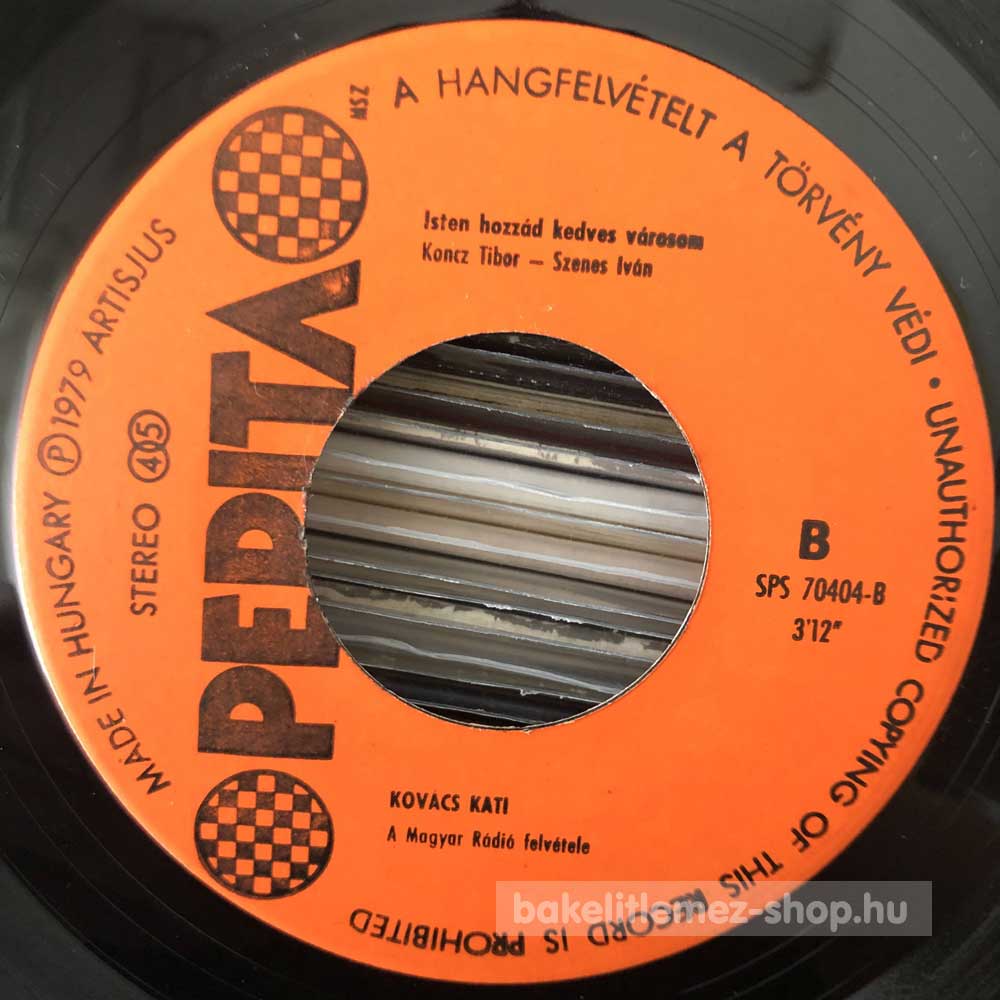 A HANGFELVÉTELT A TÖRVÉNY VÉDI • UNAUTHORIZED COPYING OF THIS RECORD IS PROHIBITED
MADE IN HUNGARY Ⓟ 1979 ARTISJUS
STEREO 45
PEPITA
MSZ
Isten hozzád kedves városom
Koncz Tibor – Szenes Iván
B
SPS 70404-B
3'12"
KOVÁCS KATI
A Magyar Rádió felvétele
bakelitlemez-shop.hu